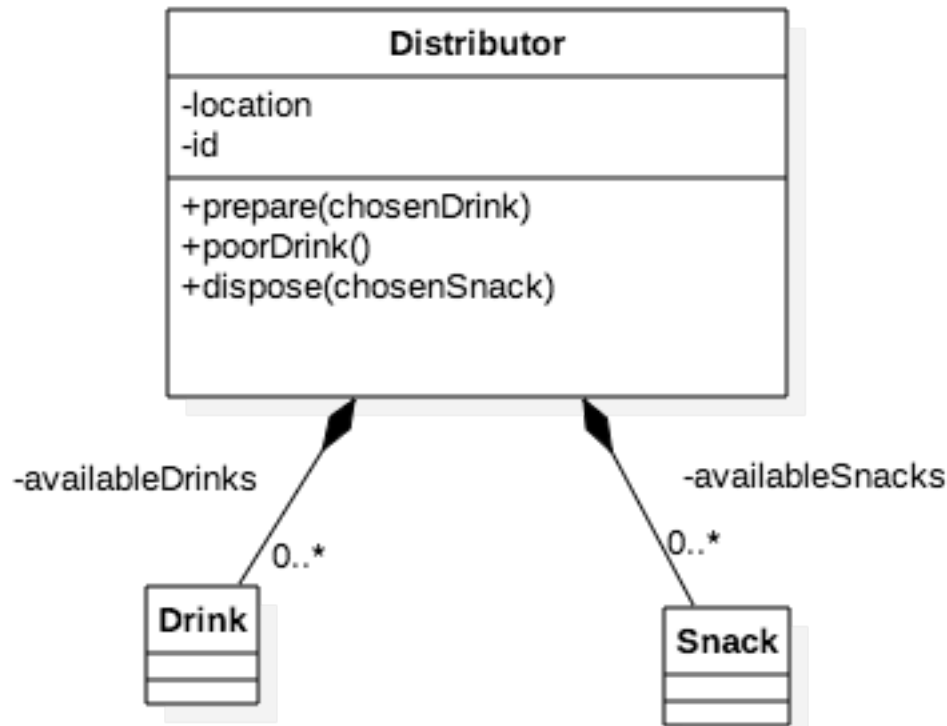 Distributor
-location
-id
+prepare(chosenDrink)
+poorDrink()
+dispose(chosenSnack)
-availableDrinks
-availableSnacks
0..*
0..*
Drink
Snack